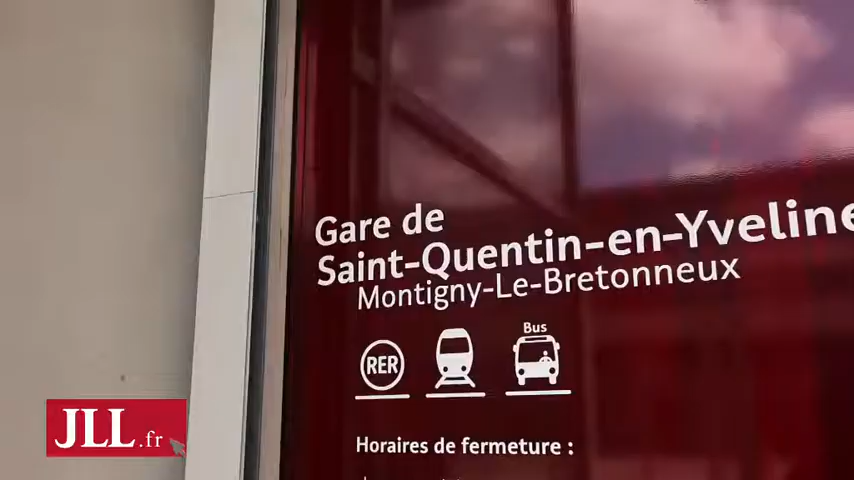 Gare de
Saint-Quentin-en-Yveline
Montigny-Le-Bretonneux
RER
Bus
Horaires de fermeture :
JLL.fr